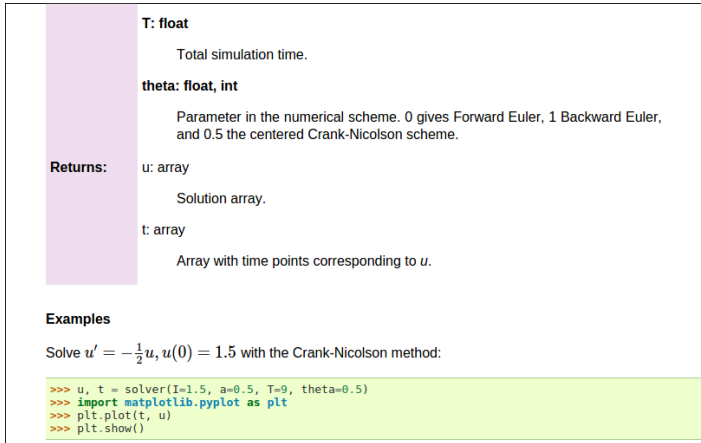 T: float
Total simulation time.
theta: float, int
Parameter in the numerical scheme. 0 gives Forward Euler, 1 Backward Euler,
and 0.5 the centered Crank-Nicolson scheme.
Returns: u: array
Solution array.
t: array
Array with time points corresponding to u.
Examples
Solve u′ = −½u, u(0) = 1.5 with the Crank-Nicolson method:
>>> u, t = solver(I=1.5, a=0.5, T=9, theta=0.5)
>>> import matplotlib.pyplot as plt
>>> plt.plot(t, u)
>>> plt.show()